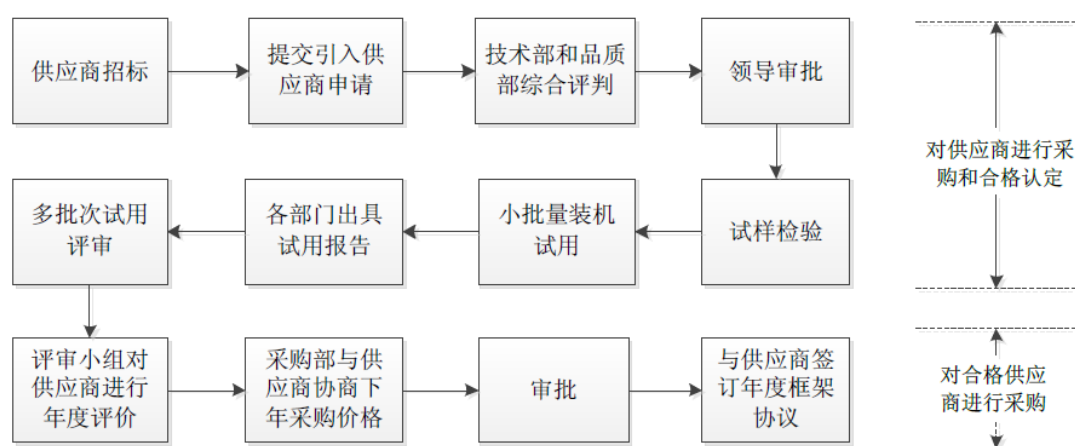 供应商招标
提交引入供
应商申请
技术部和品质
部综合评判
领导审批
对供应商进行采
购和合格认定
多批次试用
评审
各部门出具
试用报告
小批量装机
试用
试样检验
评审小组对
供应商进行
年度评价
采购部与供
应商协商下
年采购价格
审批
与供应商签
订年度框架
协议
对合格供应
商进行采购